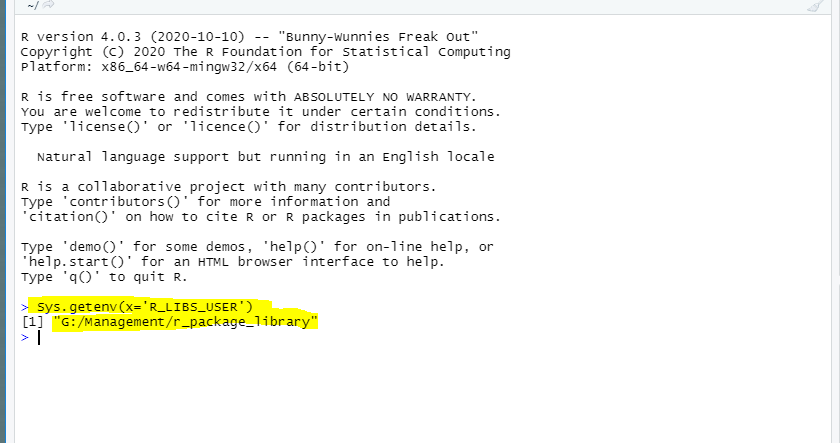 ~/
R version 4.0.3 (2020-10-10) -- "Bunny-Wunnies Freak Out"
Copyright (C) 2020 The R Foundation for Statistical Computing
Platform: x86_64-w64-mingw32/x64 (64-bit)
R is free software and comes with ABSOLUTELY NO WARRANTY.
You are welcome to redistribute it under certain conditions.
Type 'license()' or 'licence()' for distribution details.
Natural language support but running in an English locale
R is a collaborative project with many contributors.
Type 'contributors()' for more information and
'citation()' on how to cite R or R packages in publications.
Type 'demo()' for some demos, 'help()' for on-line help, or
'help.start()' for an HTML browser interface to help.
Type 'q()' to quit R.
> Sys.getenv(x='R_LIBS_USER')
[1] "G:/Management/r_package_library"
>